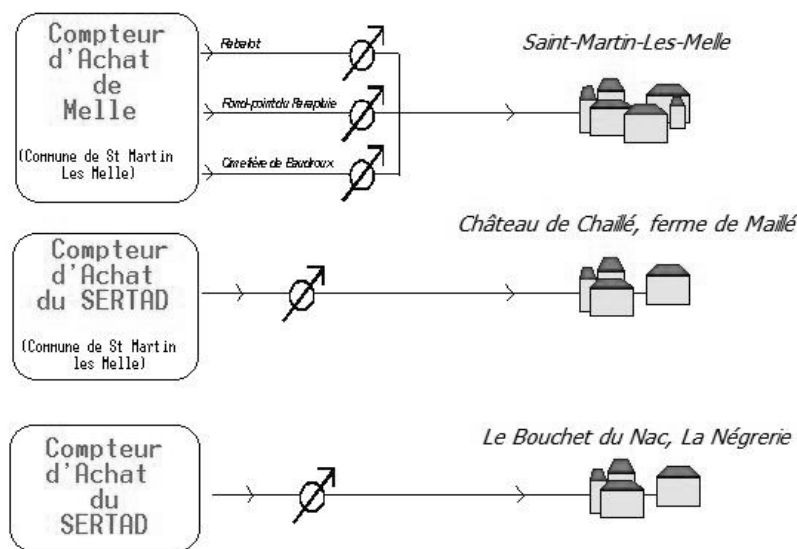 Compteur
d'Achat
de
Melle
(Commune de St Martin
Les Melle)
Rabalot
Rond-point du Parapluie
Cimetière de Baudroux
Saint-Martin-Les-Melle
Compteur
d'Achat
du SERTAD
(Commune de St Martin
les Melle)
Château de Chaillé, ferme de Maillé
Compteur
d'Achat
du
SERTAD
Le Bouchet du Nac, La Négrerie